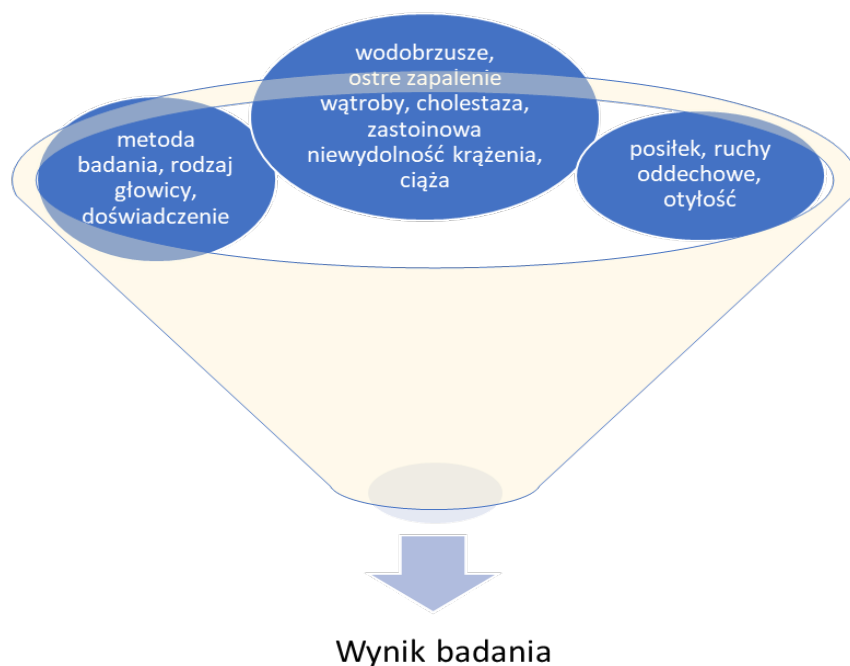 metoda
badania, rodzaj
głowicy,
doświadczenie
wodobrzusze,
ostre zapalenie
wątroby, cholestaza,
zastoinowa
niewydolność krążenia,
ciąża
posiłek, ruchy
oddechowe,
otyłość
Wynik badania